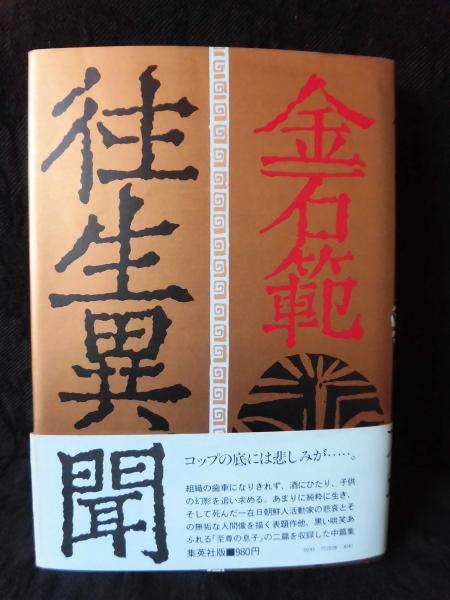 金石範
往生異聞
コップの底には悲しみが……。
組織の歯車になりきれず、酒にひたり、子供
の幻影を追い求める。あまりに純粋に生き、
そして死んだ一在日朝鮮人活動家の悲哀とそ
の無垢な人間像を描く表題作他、黒い哄笑あ
ふれる「至尊の息子」の二篇を収録した中篇集
集英社版■980円